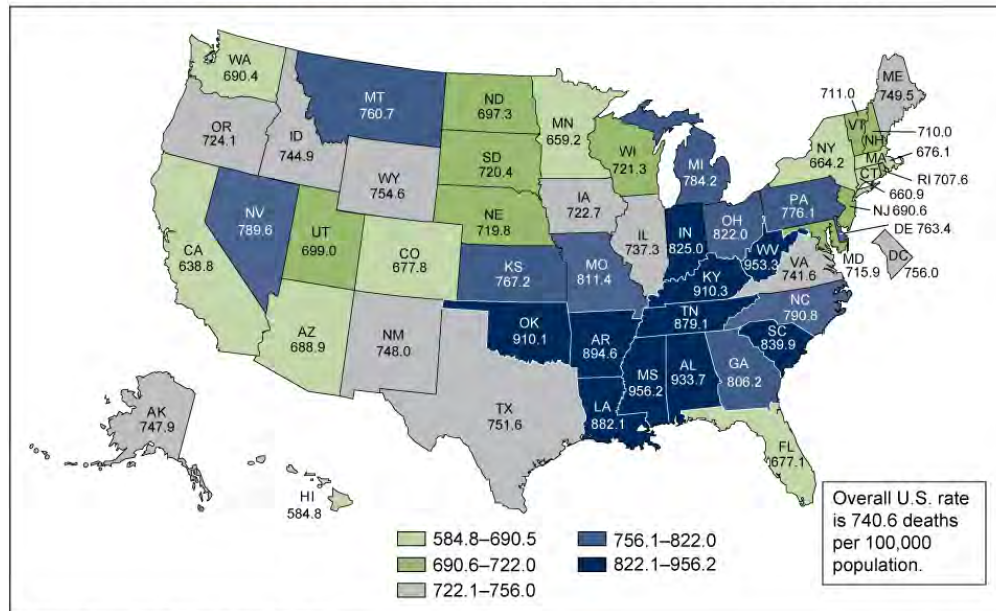 WA
690.4
MT
760.7
ND
697.3
MN
659.2
ME
749.5
711.0
VT
NH
710.0
OR
724.1
ID
744.9
SD
720.4
WI
721.3
NY
664.2
MA
676.1
CT
RI 707.6
660.9
WY
754.6
MI
784.2
IA
722.7
NE
719.8
PA
776.1
NJ 690.6
DE 763.4
NV
789.6
UT
699.0
CO
677.8
IL
737.3
IN
825.0
OH
822.0
WV
953.3
VA
741.6
MD
715.9
DC
756.0
CA
638.8
KS
767.2
MO
811.4
KY
910.3
NC
790.8
AZ
688.9
NM
748.0
OK
910.1
AR
894.6
TN
879.1
SC
839.9
MS
956.2
AL
933.7
GA
806.2
TX
751.6
LA
882.1
FL
677.1
AK
747.9
HI
584.8
Overall U.S. rate
is 740.6 deaths
per 100,000
population.
584.8–690.5
690.6–722.0
722.1–756.0
756.1–822.0
822.1–956.2